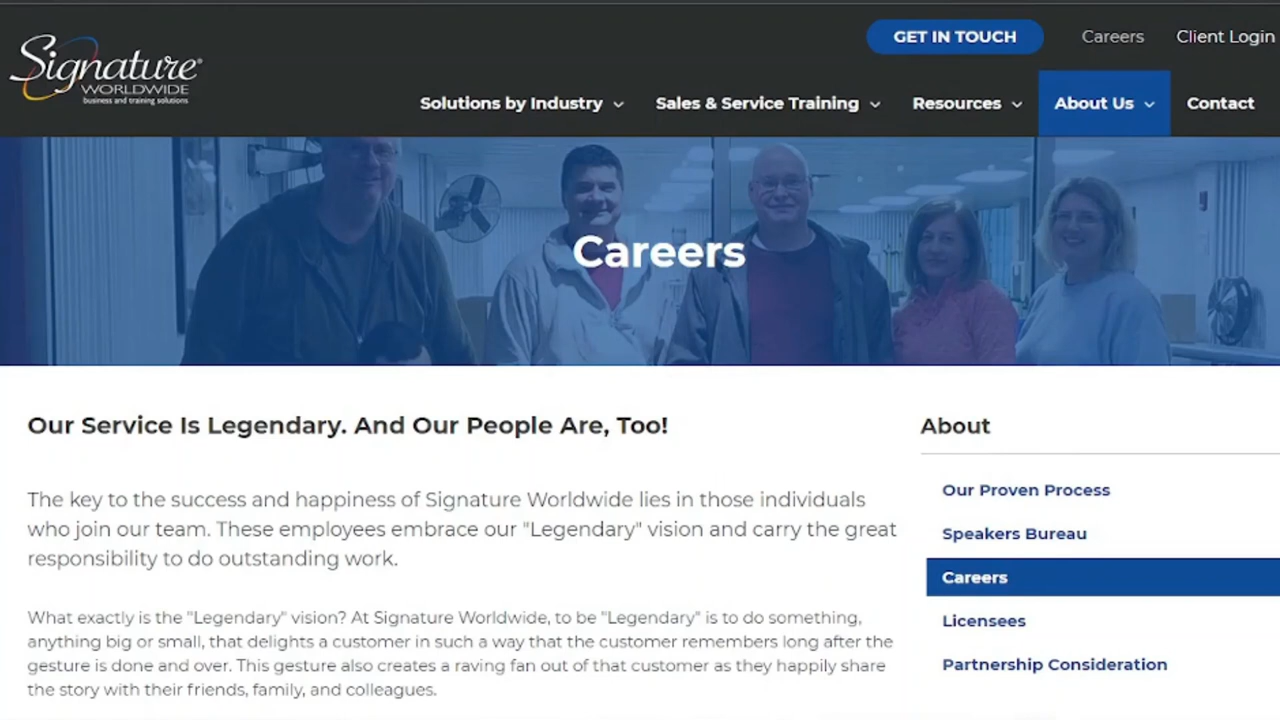 GET IN TOUCH Careers Client Login
Signature®
WORLDWIDE
business and training solutions
Solutions by Industry Sales & Service Training Resources About Us Contact
Careers
Our Service Is Legendary. And Our People Are, Too!
The key to the success and happiness of Signature Worldwide lies in those individuals
who join our team. These employees embrace our "Legendary" vision and carry the great
responsibility to do outstanding work.
What exactly is the "Legendary" vision? At Signature Worldwide, to be "Legendary" is to do something,
anything big or small, that delights a customer in such a way that the customer remembers long after the
gesture is done and over. This gesture also creates a raving fan out of that customer as they happily share
the story with their friends, family, and colleagues.
About
Our Proven Process
Speakers Bureau
Careers
Licensees
Partnership Consideration